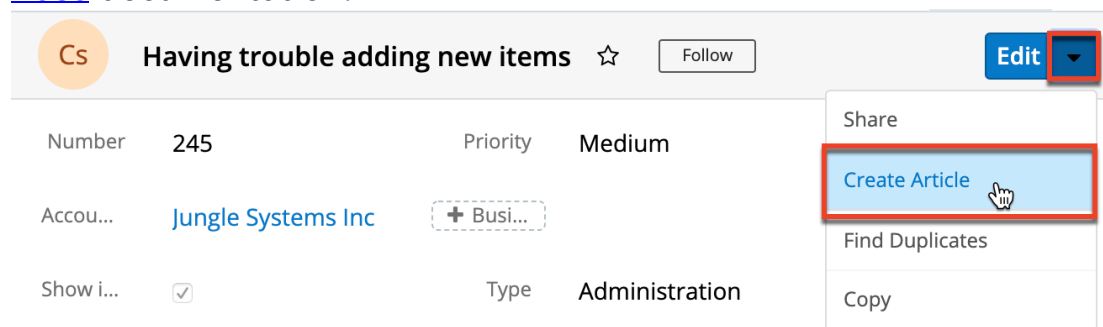 Cs Having trouble adding new items Follow Edit
Share
Number 245 Priority Medium
Create Article
Accou... Jungle Systems Inc + Busi...
Find Duplicates
Show i... Type Administration
Copy